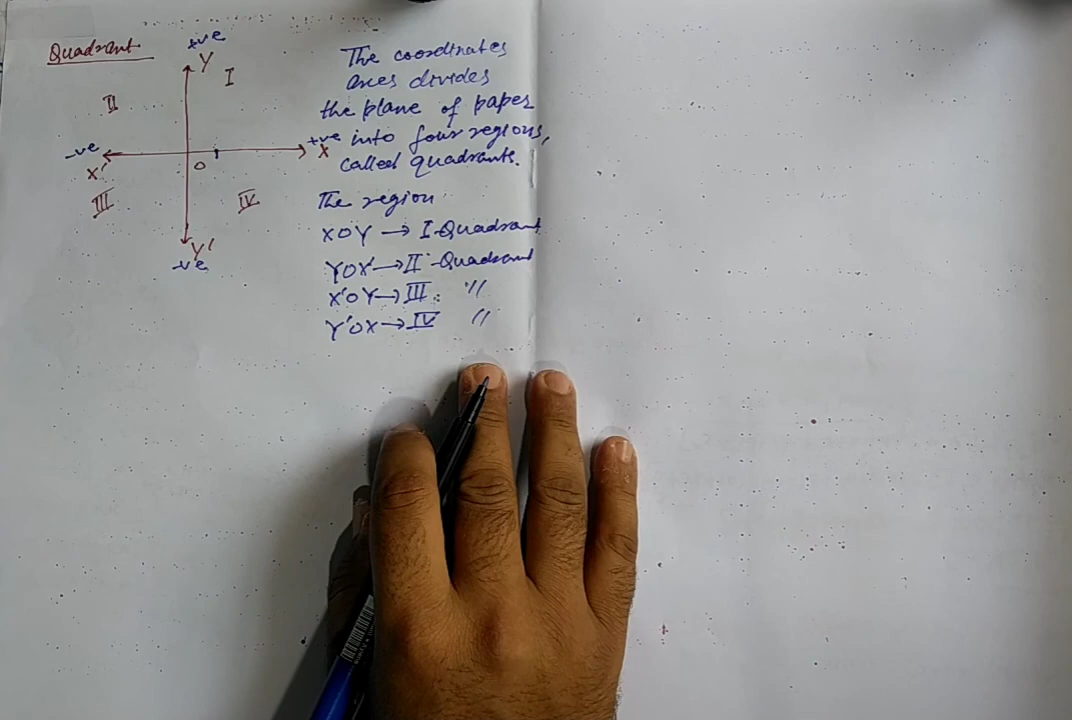 Quadrant
+ve
Y
I
II
-ve
X'
O
+ve
X
III
IV
Y'
-ve
The coordinates
axes divides
the plane of paper
into four regions,
called quadrants.
The region
XOY → I-Quadrant
YOX' → II-Quadrant
X'OY → III "
Y'OX → IV "